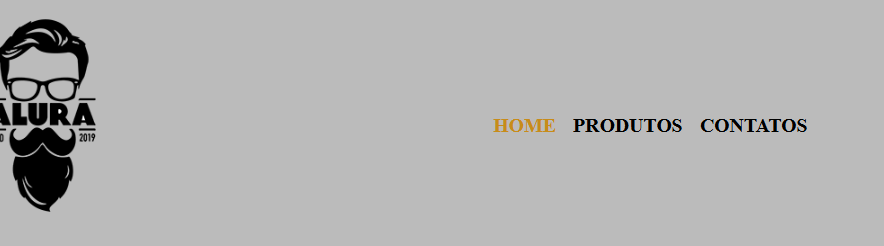 ALURA
2019
HOME PRODUTOS CONTATOS